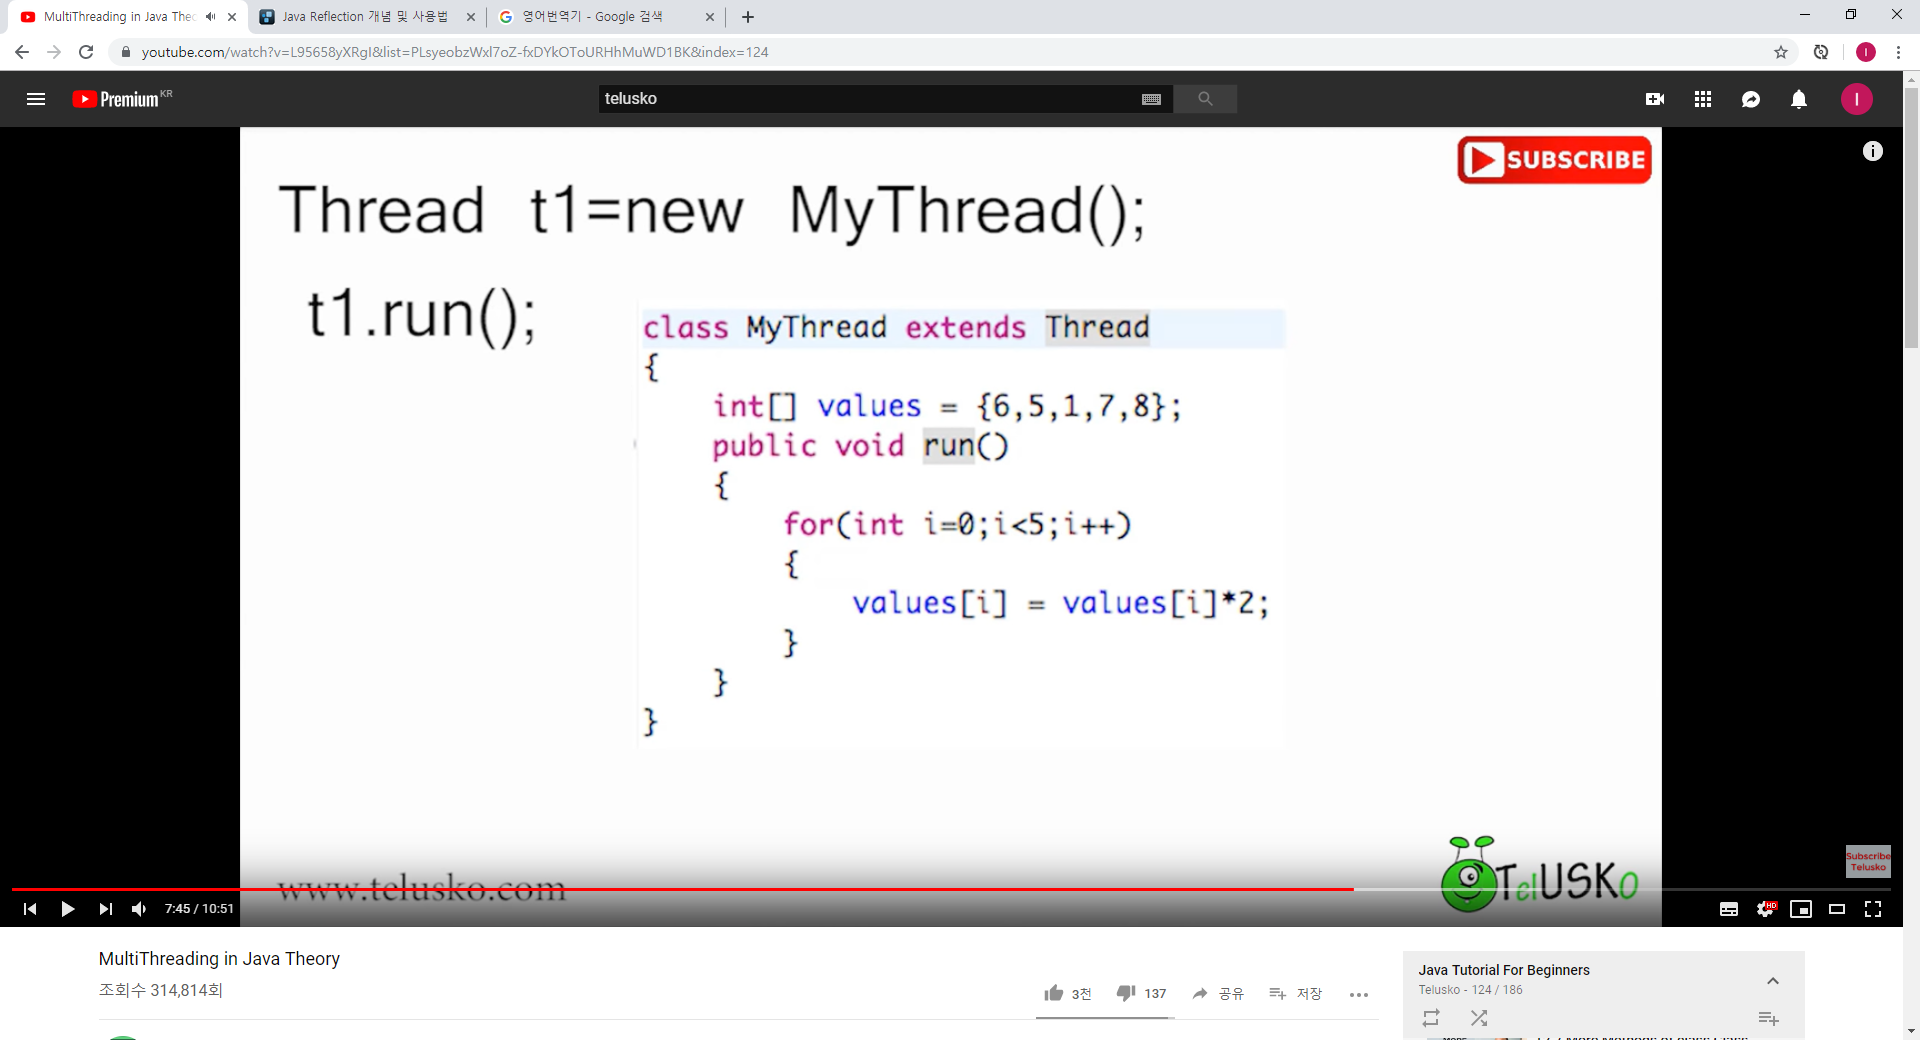 MultiThreading in Java Theo
Java Reflection 개념 및 사용법
영어번역기 - Google 검색
youtube.com/watch?v=L95658yXRgI&list=PLsyeobzWxl7oZ-fxDYkOToURHhMuWD1BK&index=124
I
Premium KR
telusko
I
SUBSCRIBE
Thread t1=new MyThread();
t1.run();
class MyThread extends Thread
{
int[] values = {6,5,1,7,8};
public void run()
{
for(int i=0;i<5;i++)
{
values[i] = values[i]*2;
}
}
}
Subscribe
Telusko
www.telusko.com
TelUSKO
7:45 / 10:51
HD
MultiThreading in Java Theory
조회수 314,814회
3천
137
공유
저장
Java Tutorial For Beginners
Telusko - 124 / 186